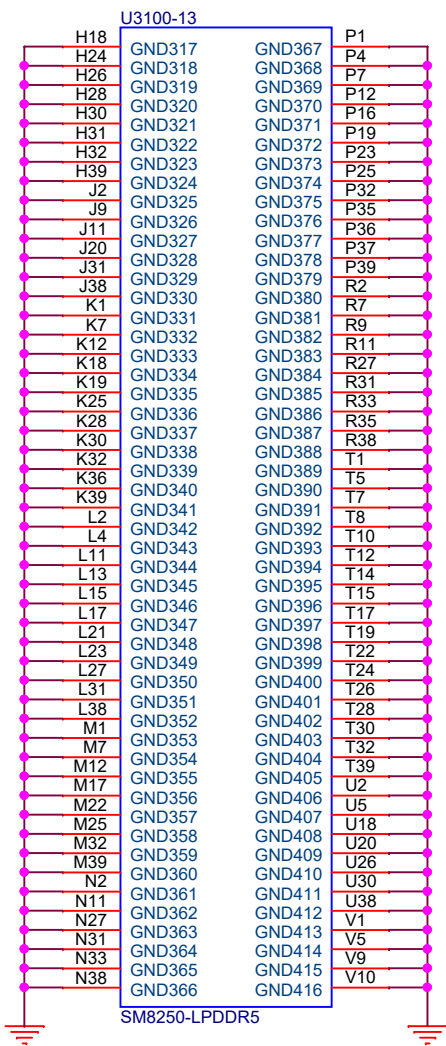 U3100-13
H18 GND317 GND367 P1
H24 GND318 GND368 P4
H26 GND319 GND369 P7
H28 GND320 GND370 P12
H30 GND321 GND371 P16
H31 GND322 GND372 P19
H32 GND323 GND373 P23
H39 GND324 GND374 P25
J2 GND325 GND375 P32
J9 GND326 GND376 P35
J11 GND327 GND377 P36
J20 GND328 GND378 P37
J31 GND329 GND379 P39
J38 GND330 GND380 R2
K1 GND331 GND381 R7
K7 GND332 GND382 R9
K12 GND333 GND383 R11
K18 GND334 GND384 R27
K19 GND335 GND385 R31
K25 GND336 GND386 R33
K28 GND337 GND387 R35
K30 GND338 GND388 R38
K32 GND339 GND389 T1
K36 GND340 GND390 T5
K39 GND341 GND391 T7
L2 GND342 GND392 T8
L4 GND343 GND393 T10
L11 GND344 GND394 T12
L13 GND345 GND395 T14
L15 GND346 GND396 T15
L17 GND347 GND397 T17
L21 GND348 GND398 T19
L23 GND349 GND399 T22
L27 GND350 GND400 T24
L31 GND351 GND401 T26
L38 GND352 GND402 T28
M1 GND353 GND403 T30
M7 GND354 GND404 T32
M12 GND355 GND405 T39
M17 GND356 GND406 U2
M22 GND357 GND407 U5
M25 GND358 GND408 U18
M32 GND359 GND409 U20
M39 GND360 GND410 U26
N2 GND361 GND411 U30
N11 GND362 GND412 U38
N27 GND363 GND413 V1
N31 GND364 GND414 V5
N33 GND365 GND415 V9
N38 GND366 GND416 V10
SM8250-LPDDR5